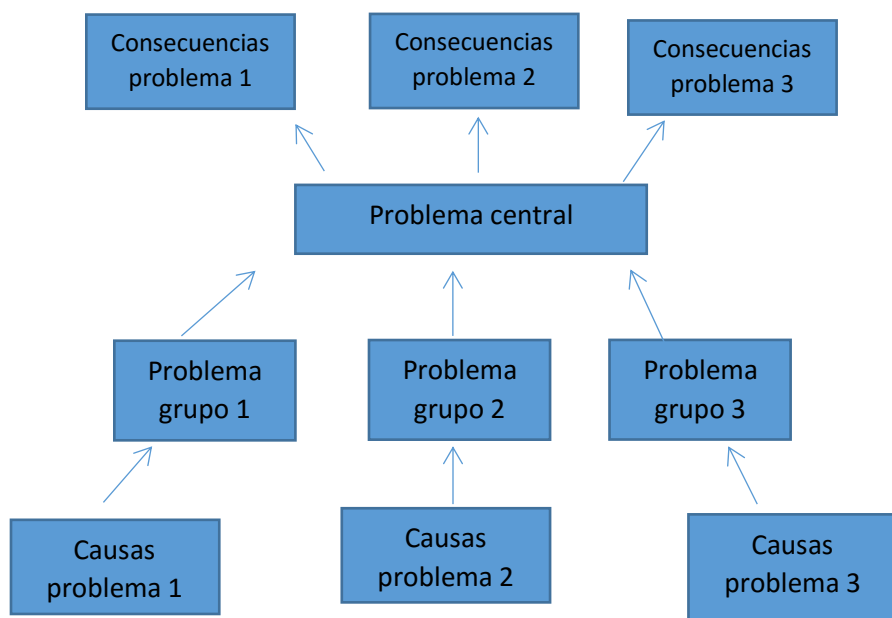 Consecuencias
problema 1
Consecuencias
problema 2
Consecuencias
problema 3
Problema central
Problema
grupo 1
Problema
grupo 2
Problema
grupo 3
Causas
problema 1
Causas
problema 2
Causas
problema 3